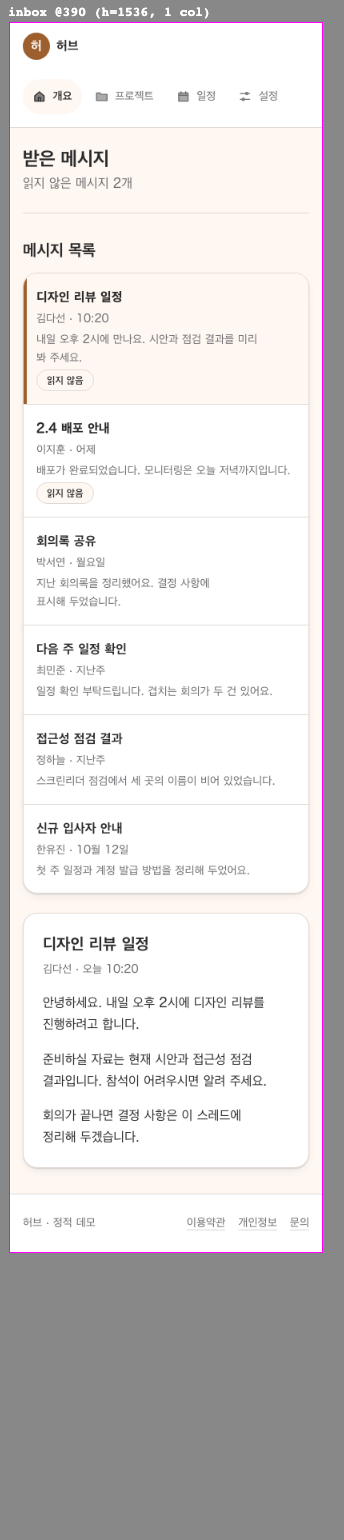 inbox @390 (h=1536, 1 col)
허 허브
개요 프로젝트 일정 설정
받은 메시지
읽지 않은 메시지 2개
메시지 목록
디자인 리뷰 일정
김다선 · 10:20
내일 오후 2시에 만나요. 시안과 점검 결과를 미리
봐 주세요.
읽지 않음
2.4 배포 안내
이지훈 · 어제
배포가 완료되었습니다. 모니터링은 오늘 저녁까지입니다.
읽지 않음
회의록 공유
박서연 · 월요일
지난 회의록을 정리했어요. 결정 사항에
표시해 두었습니다.
다음 주 일정 확인
최민준 · 지난주
일정 확인 부탁드립니다. 겹치는 회의가 두 건 있어요.
접근성 점검 결과
정하늘 · 지난주
스크린리더 점검에서 세 곳의 이름이 비어 있었습니다.
신규 입사자 안내
한유진 · 10월 12일
첫 주 일정과 계정 발급 방법을 정리해 두었어요.
디자인 리뷰 일정
김다선 · 오늘 10:20
안녕하세요. 내일 오후 2시에 디자인 리뷰를
진행하려고 합니다.
준비하실 자료는 현재 시안과 접근성 점검
결과입니다. 참석이 어려우시면 알려 주세요.
회의가 끝나면 결정 사항은 이 스레드에
정리해 두겠습니다.
허브 · 정적 데모 이용약관 개인정보 문의